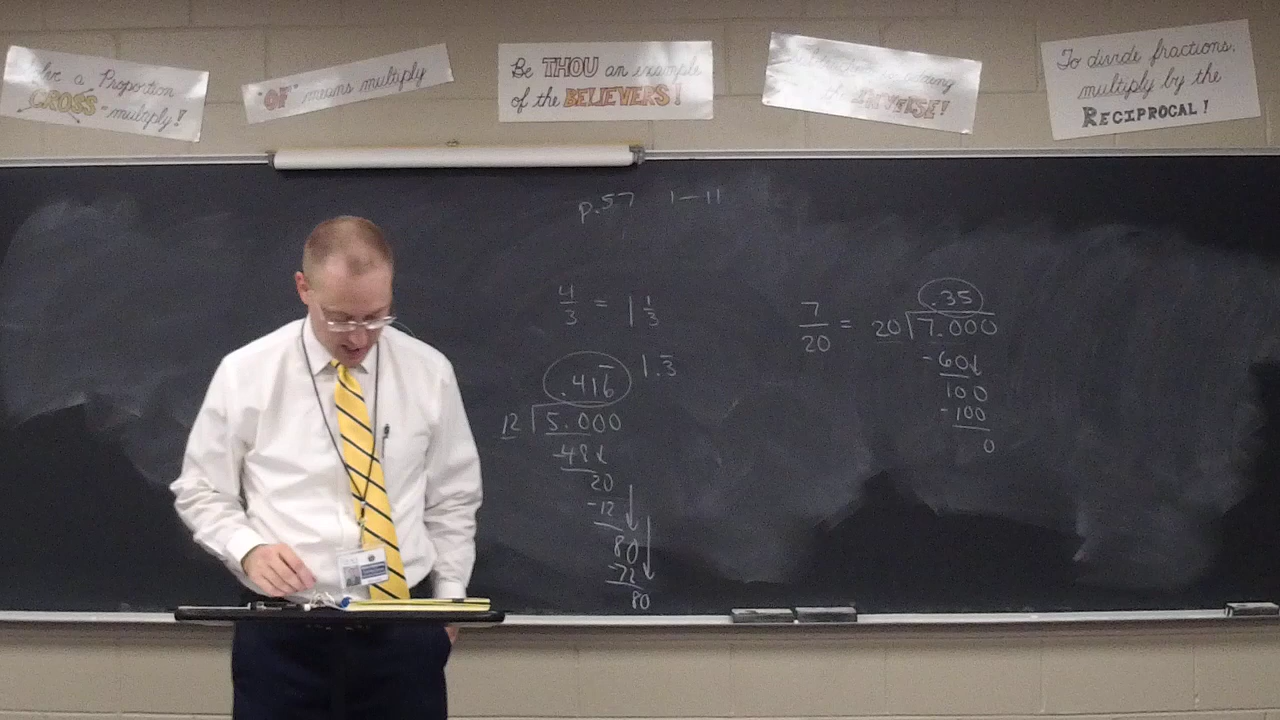 a Proportion
CROSS-multiply!
"OF" means multiply
Be THOU an example
of the BELIEVERS!
INVERSE!
To divide fractions,
multiply by the
RECIPROCAL!
p.57 1-11
4/3 = 1 1/3
1.3̅
.416̅
12 5.000
-48
20
-12
80
-72
80
.35
7/20 = 20 7.000
-60
100
-100
0